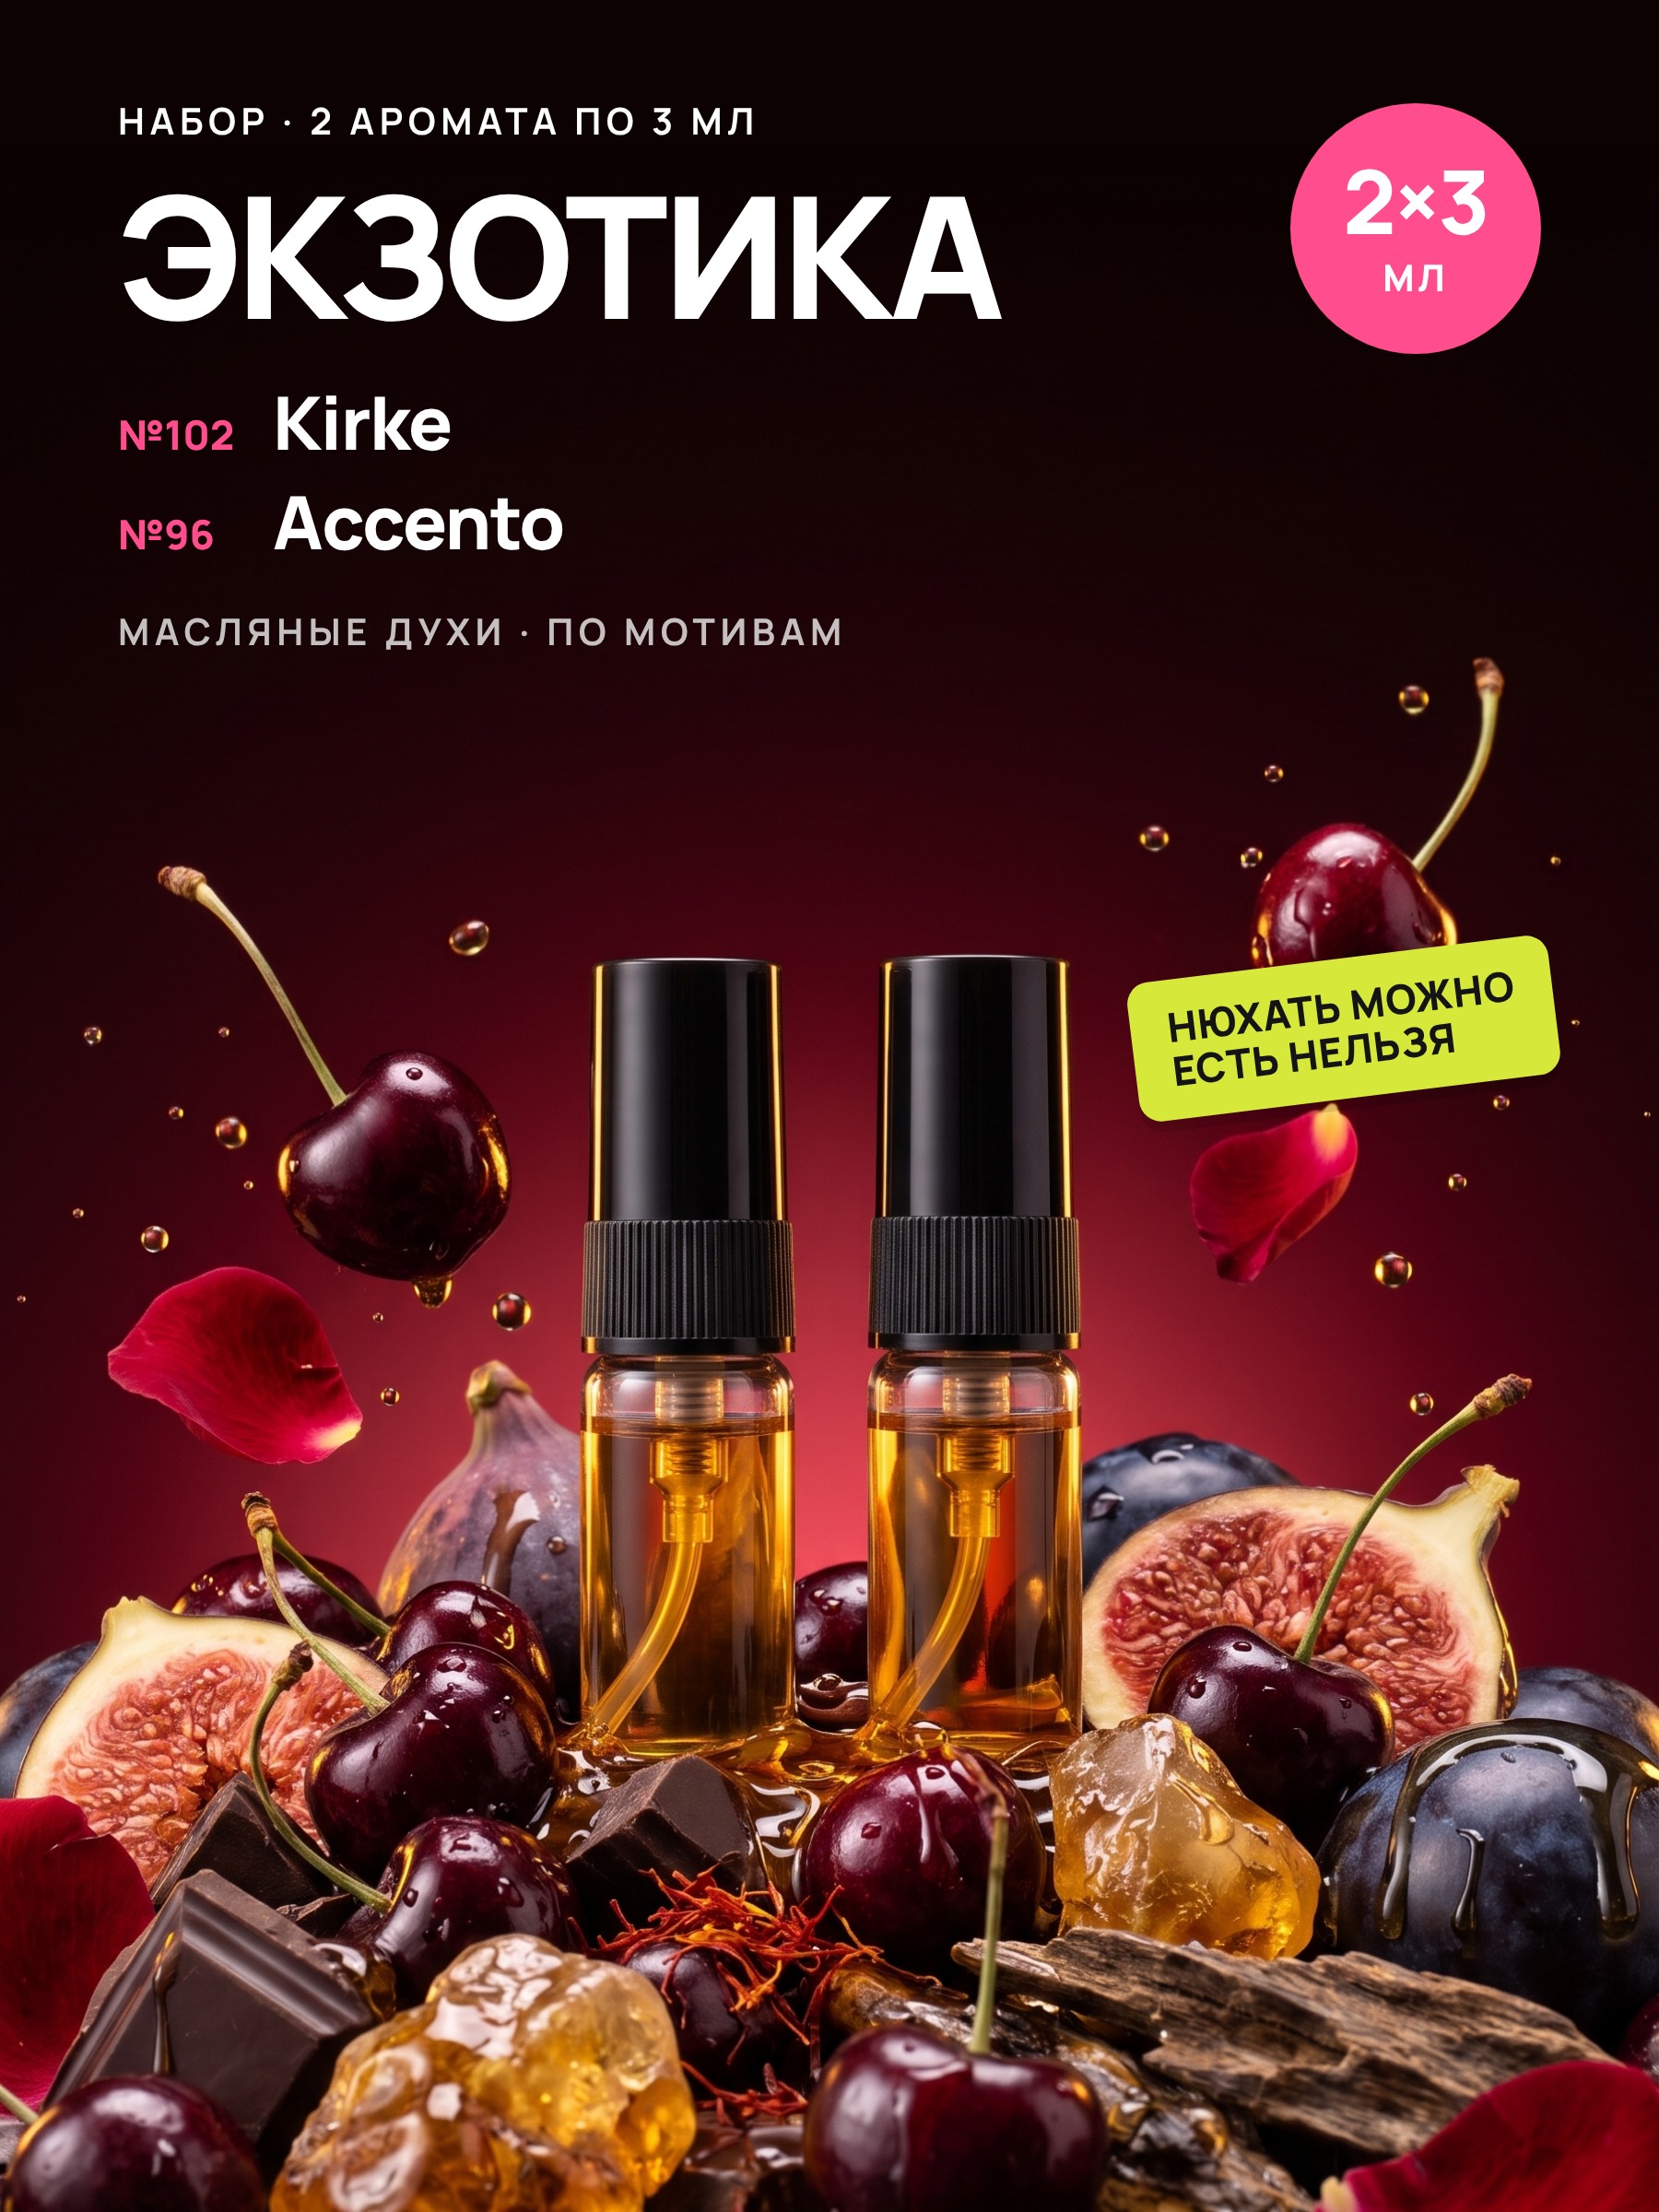 НАБОР · 2 АРОМАТА ПО 3 МЛ
ЭКЗОТИКА
2×3
МЛ
№102 Kirke
№96 Accento
МАСЛЯНЫЕ ДУХИ · ПО МОТИВАМ
НЮХАТЬ МОЖНО
ЕСТЬ НЕЛЬЗЯ